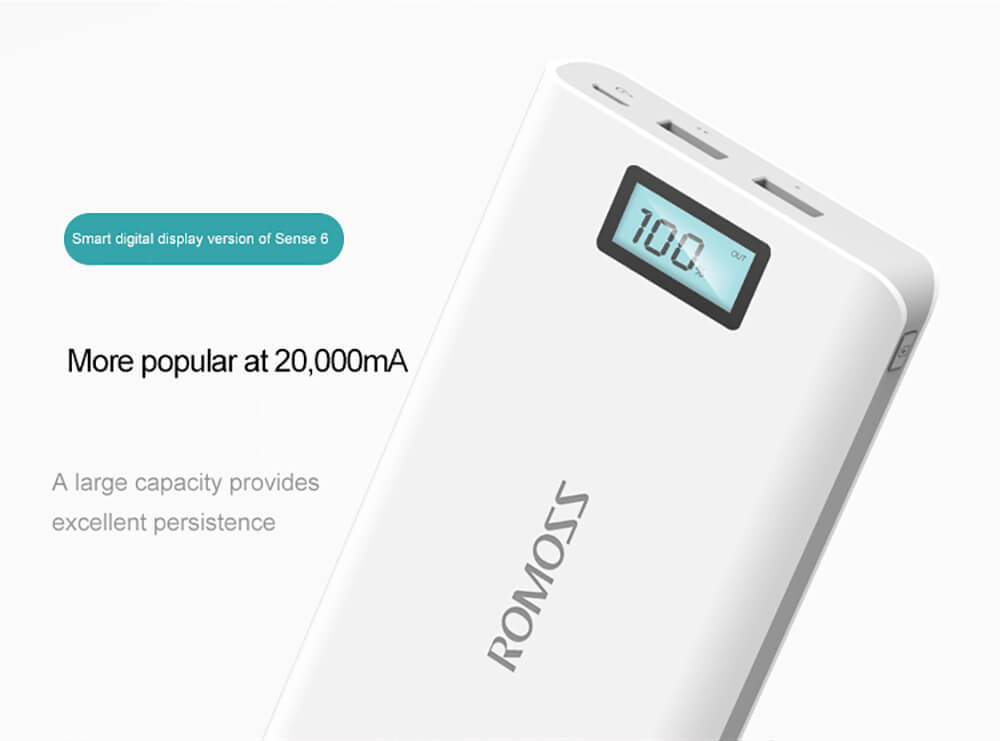 Smart digital display version of Sense 6
More popular at 20,000mA
A large capacity provides
excellent persistence
100%
OUT
ROMOSS